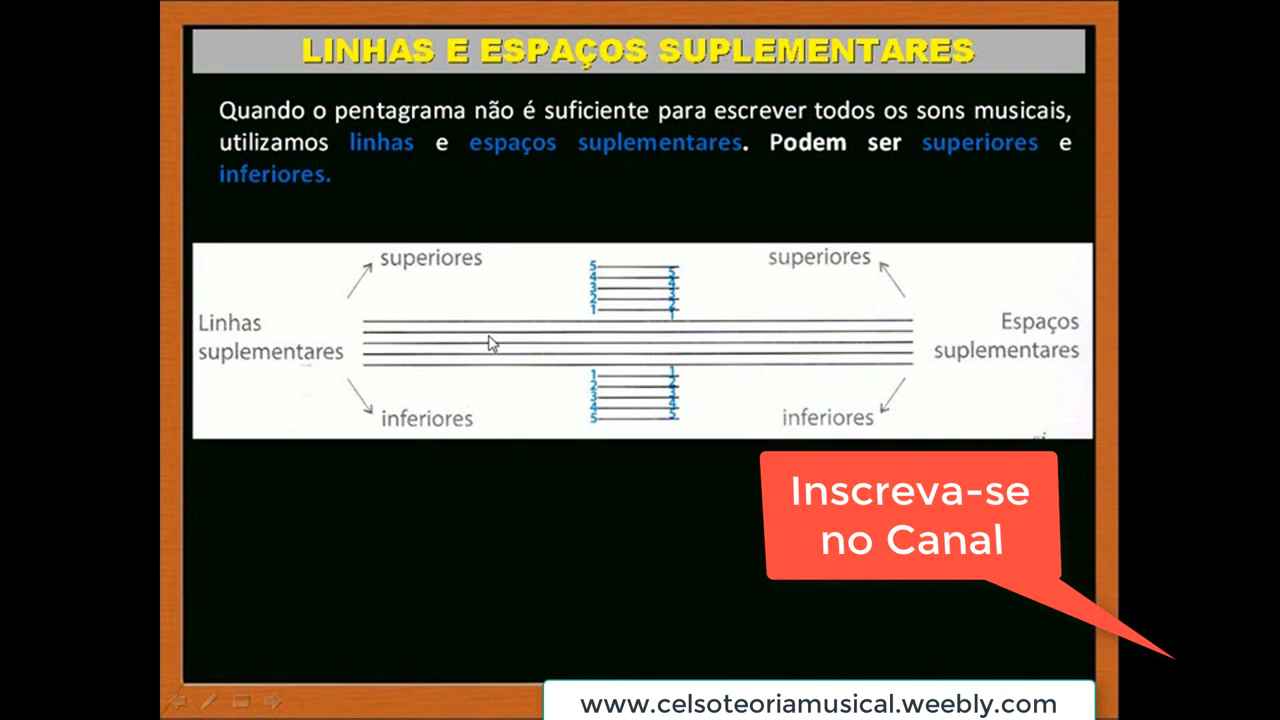 LINHAS E ESPAÇOS SUPLEMENTARES
Quando o pentagrama não é suficiente para escrever todos os sons musicais,
utilizamos linhas e espaços suplementares. Podem ser superiores e
inferiores.
superiores
superiores
5
4
3
2
1
5
4
3
2
1
Linhas
suplementares
Espaços
suplementares
1
2
3
4
5
1
2
3
4
5
inferiores
inferiores
Inscreva-se
no Canal
www.celsoteoriamusical.weebly.com